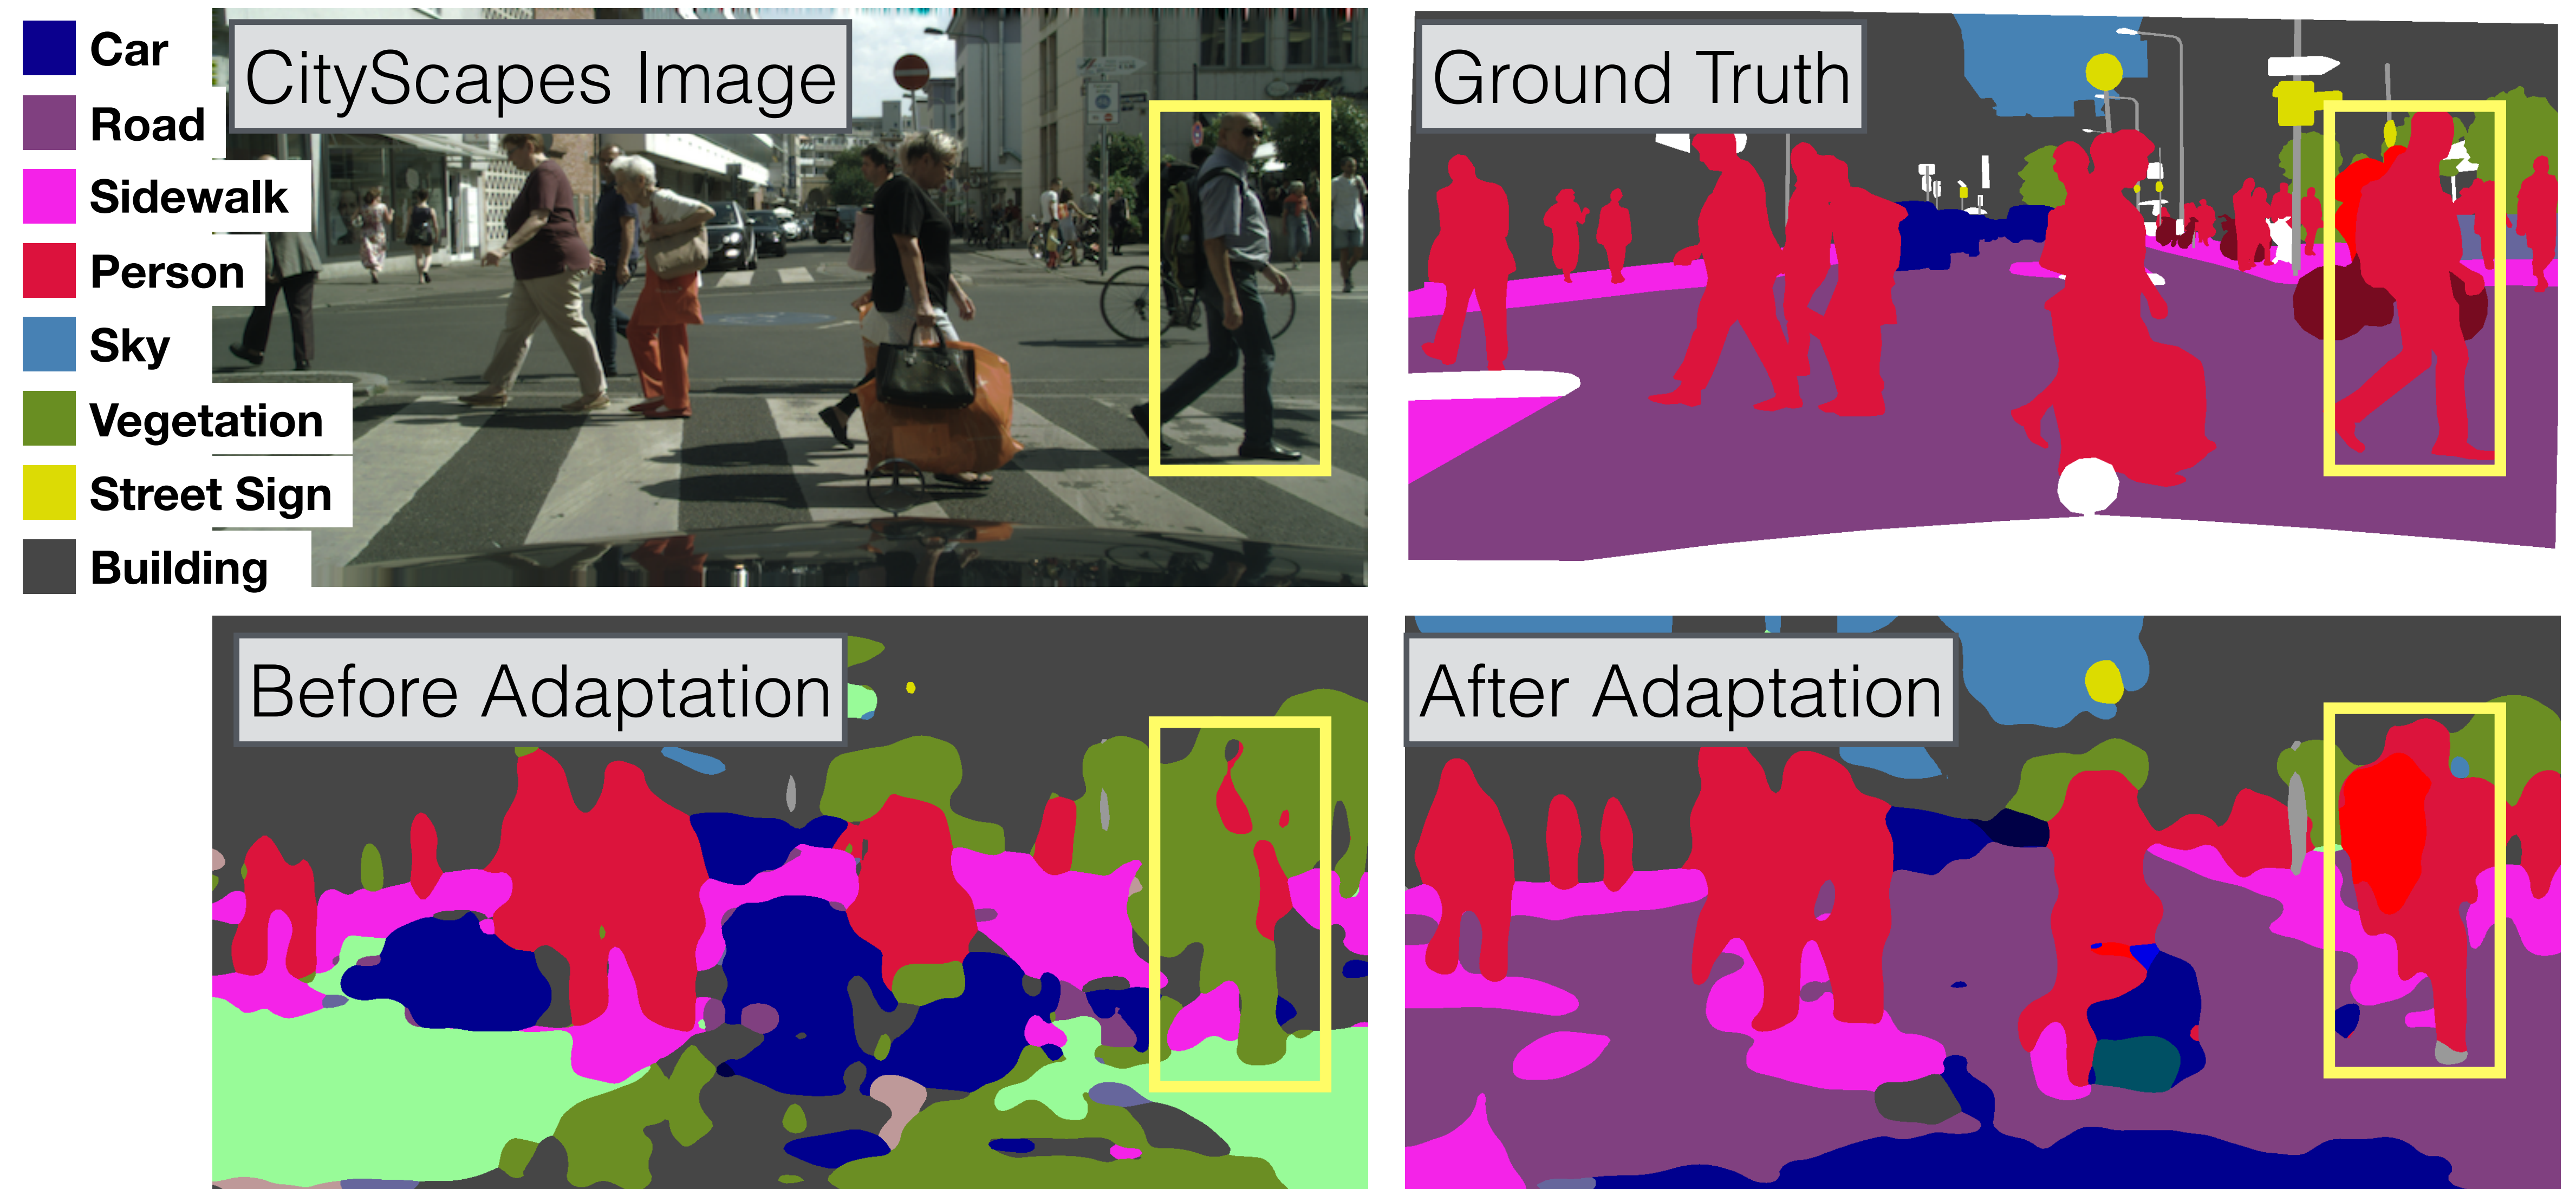 Car
Road
Sidewalk
Person
Sky
Vegetation
Street Sign
Building
CityScapes Image
Ground Truth
Before Adaptation
After Adaptation